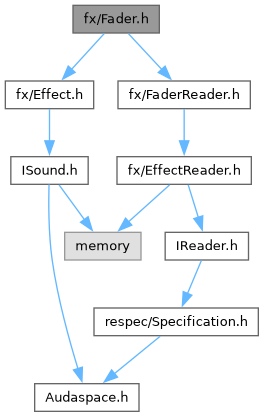 fx/Fader.h
fx/Effect.h
fx/FaderReader.h
ISound.h
fx/EffectReader.h
memory
IReader.h
respec/Specification.h
Audaspace.h